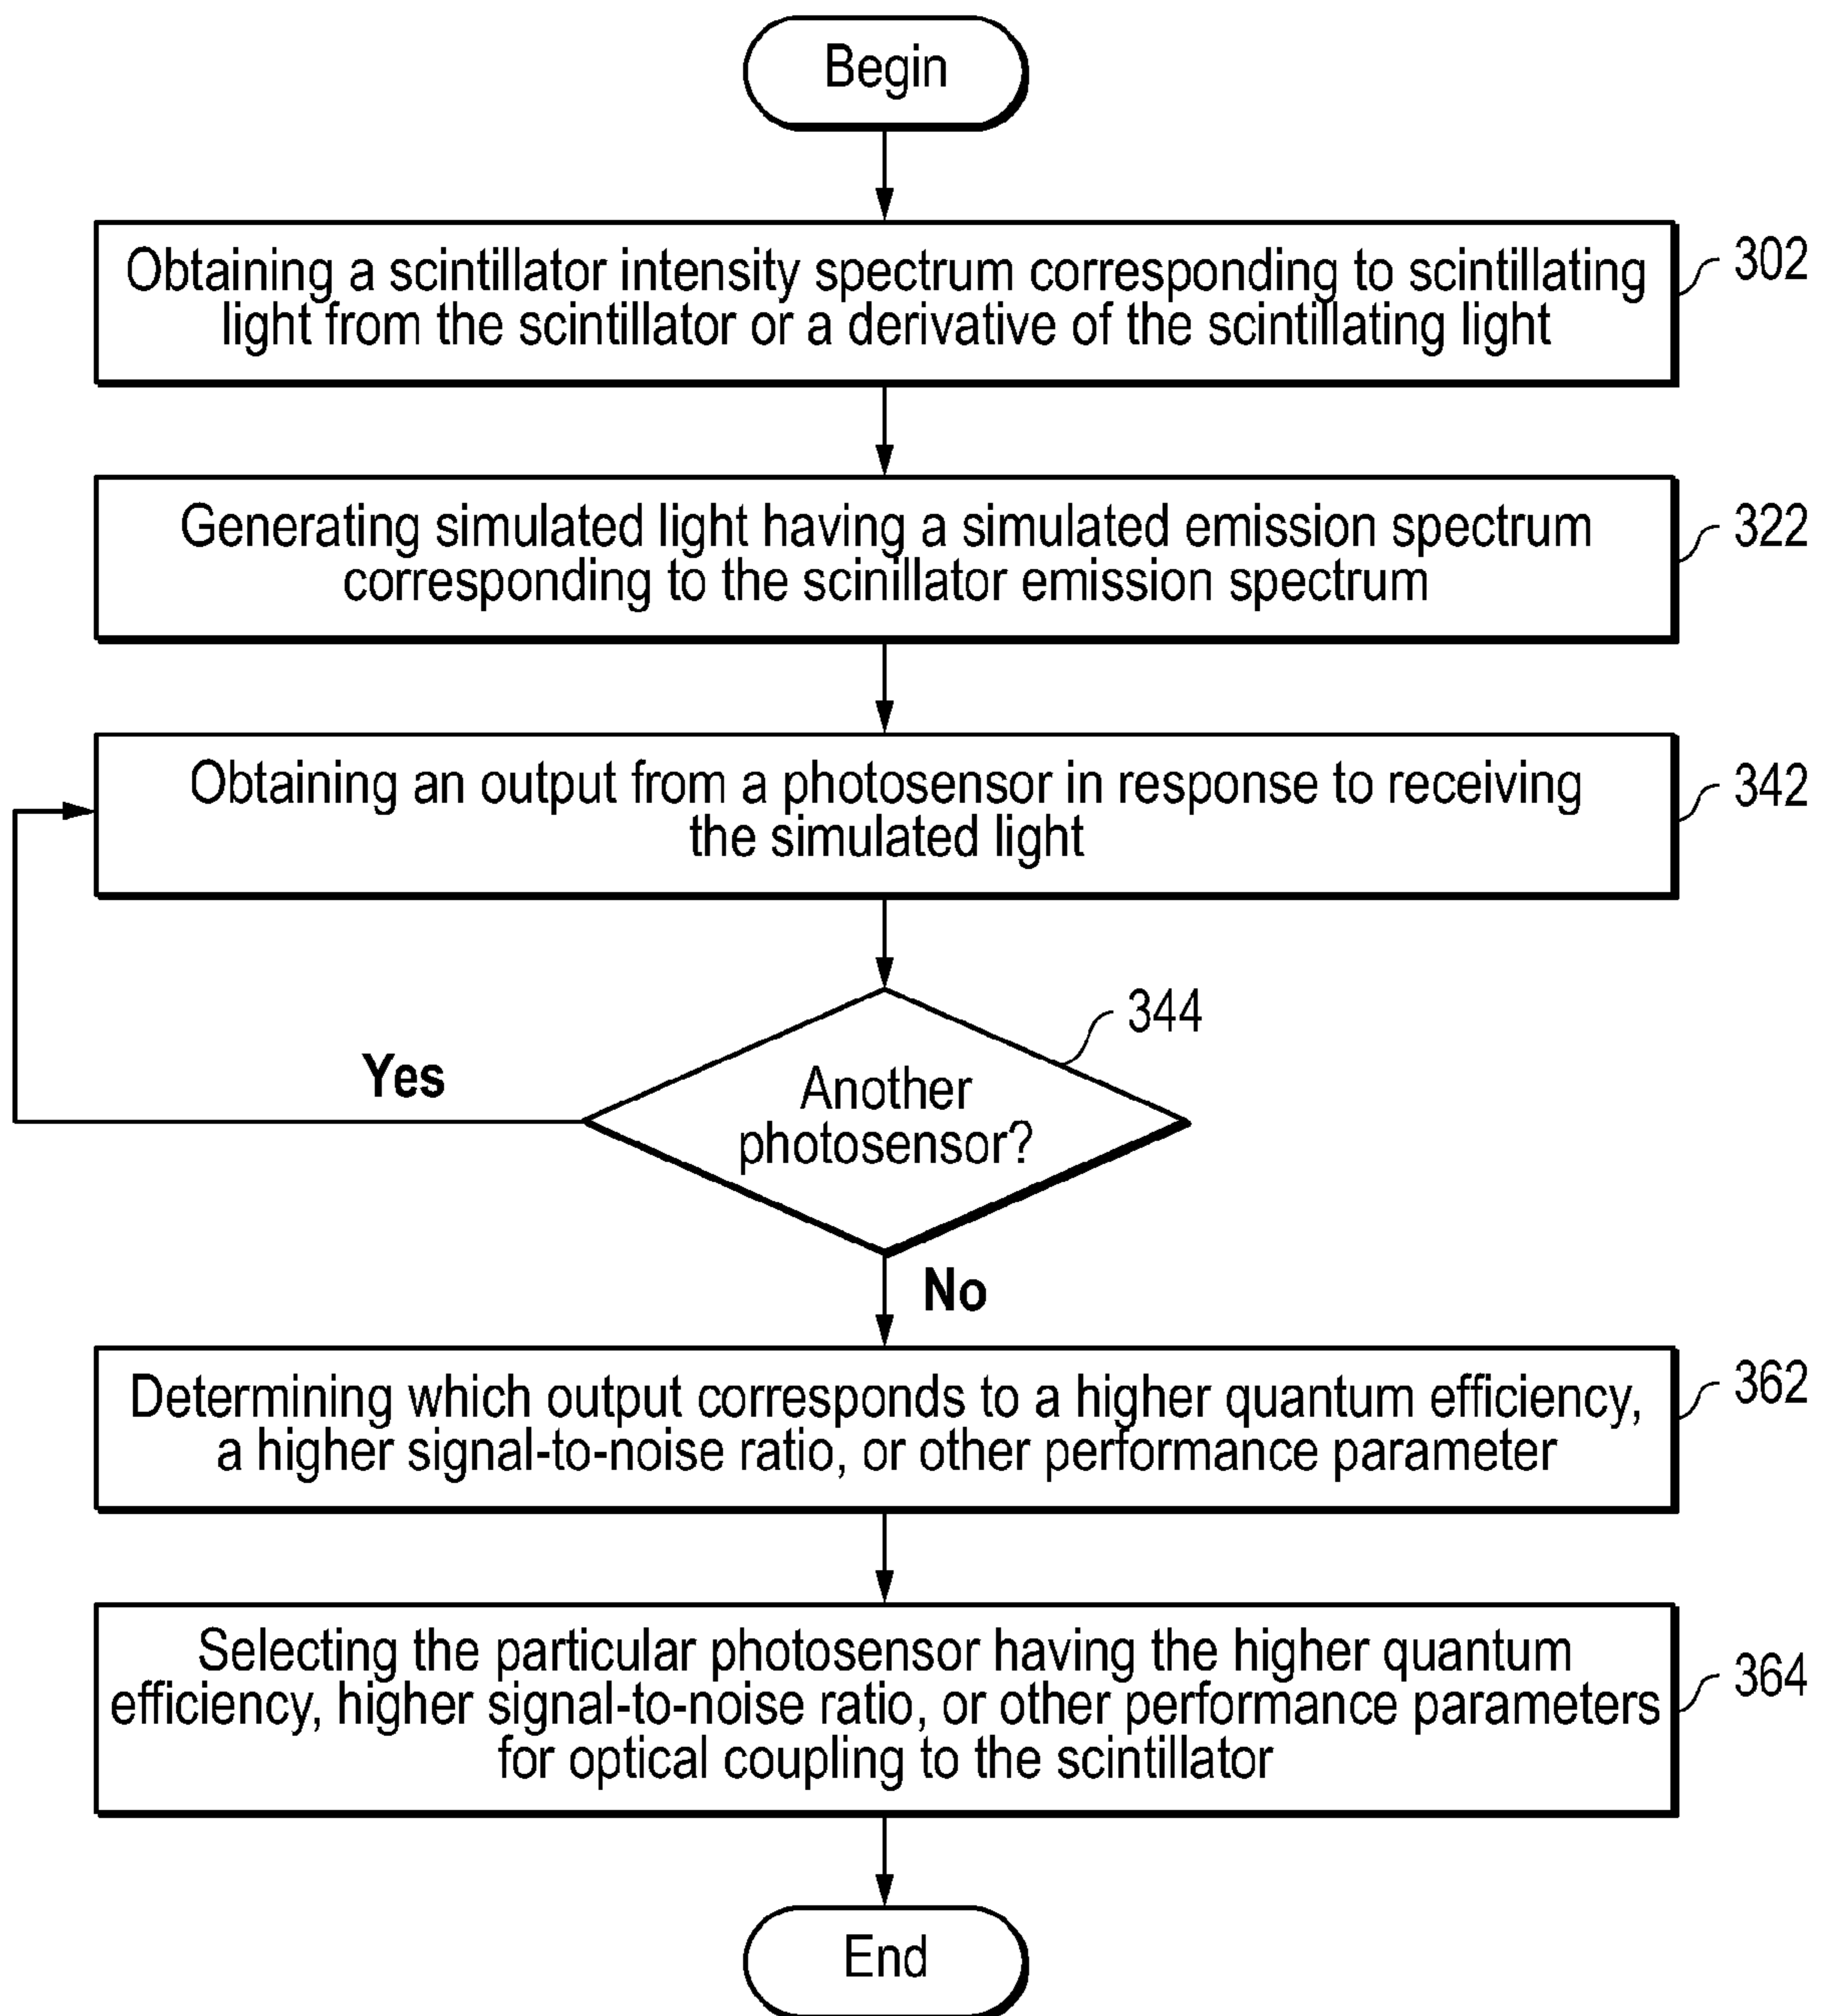 Begin
Obtaining a scintillator intensity spectrum corresponding to scintillating
light from the scintillator or a derivative of the scintillating light
302
Generating simulated light having a simulated emission spectrum
corresponding to the scinillator emission spectrum
322
Obtaining an output from a photosensor in response to receiving
the simulated light
342
344
Yes
Another
photosensor?
No
Determining which output corresponds to a higher quantum efficiency,
a higher signal-to-noise ratio, or other performance parameter
362
Selecting the particular photosensor having the higher quantum
efficiency, higher signal-to-noise ratio, or other performance parameters
for optical coupling to the scintillator
364
End